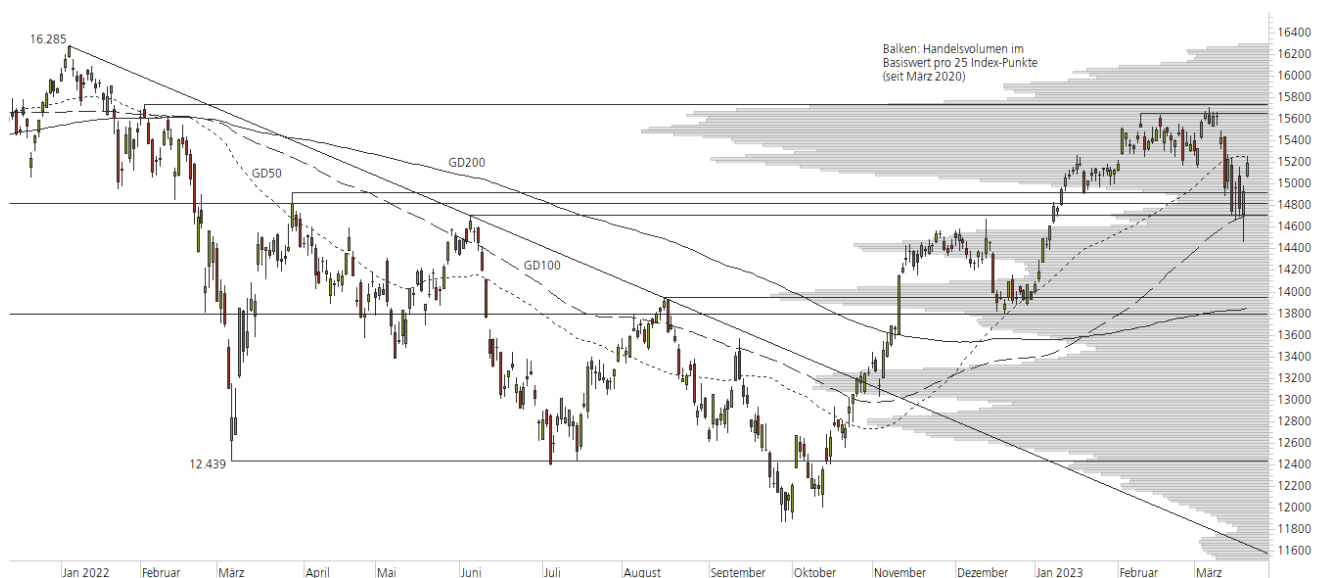 16.285
Balken: Handelsvolumen im
Basiswert pro 25 Index-Punkte
(seit März 2020)
GD200
GD50
GD100
12.439
16400
16200
16000
15800
15600
15400
15200
15000
14800
14600
14400
14200
14000
13800
13600
13400
13200
13000
12800
12600
12400
12200
12000
11800
11600
Jan 2022
Februar
März
April
Mai
Juni
Juli
August
September
Oktober
November
Dezember
Jan 2023
Februar
März